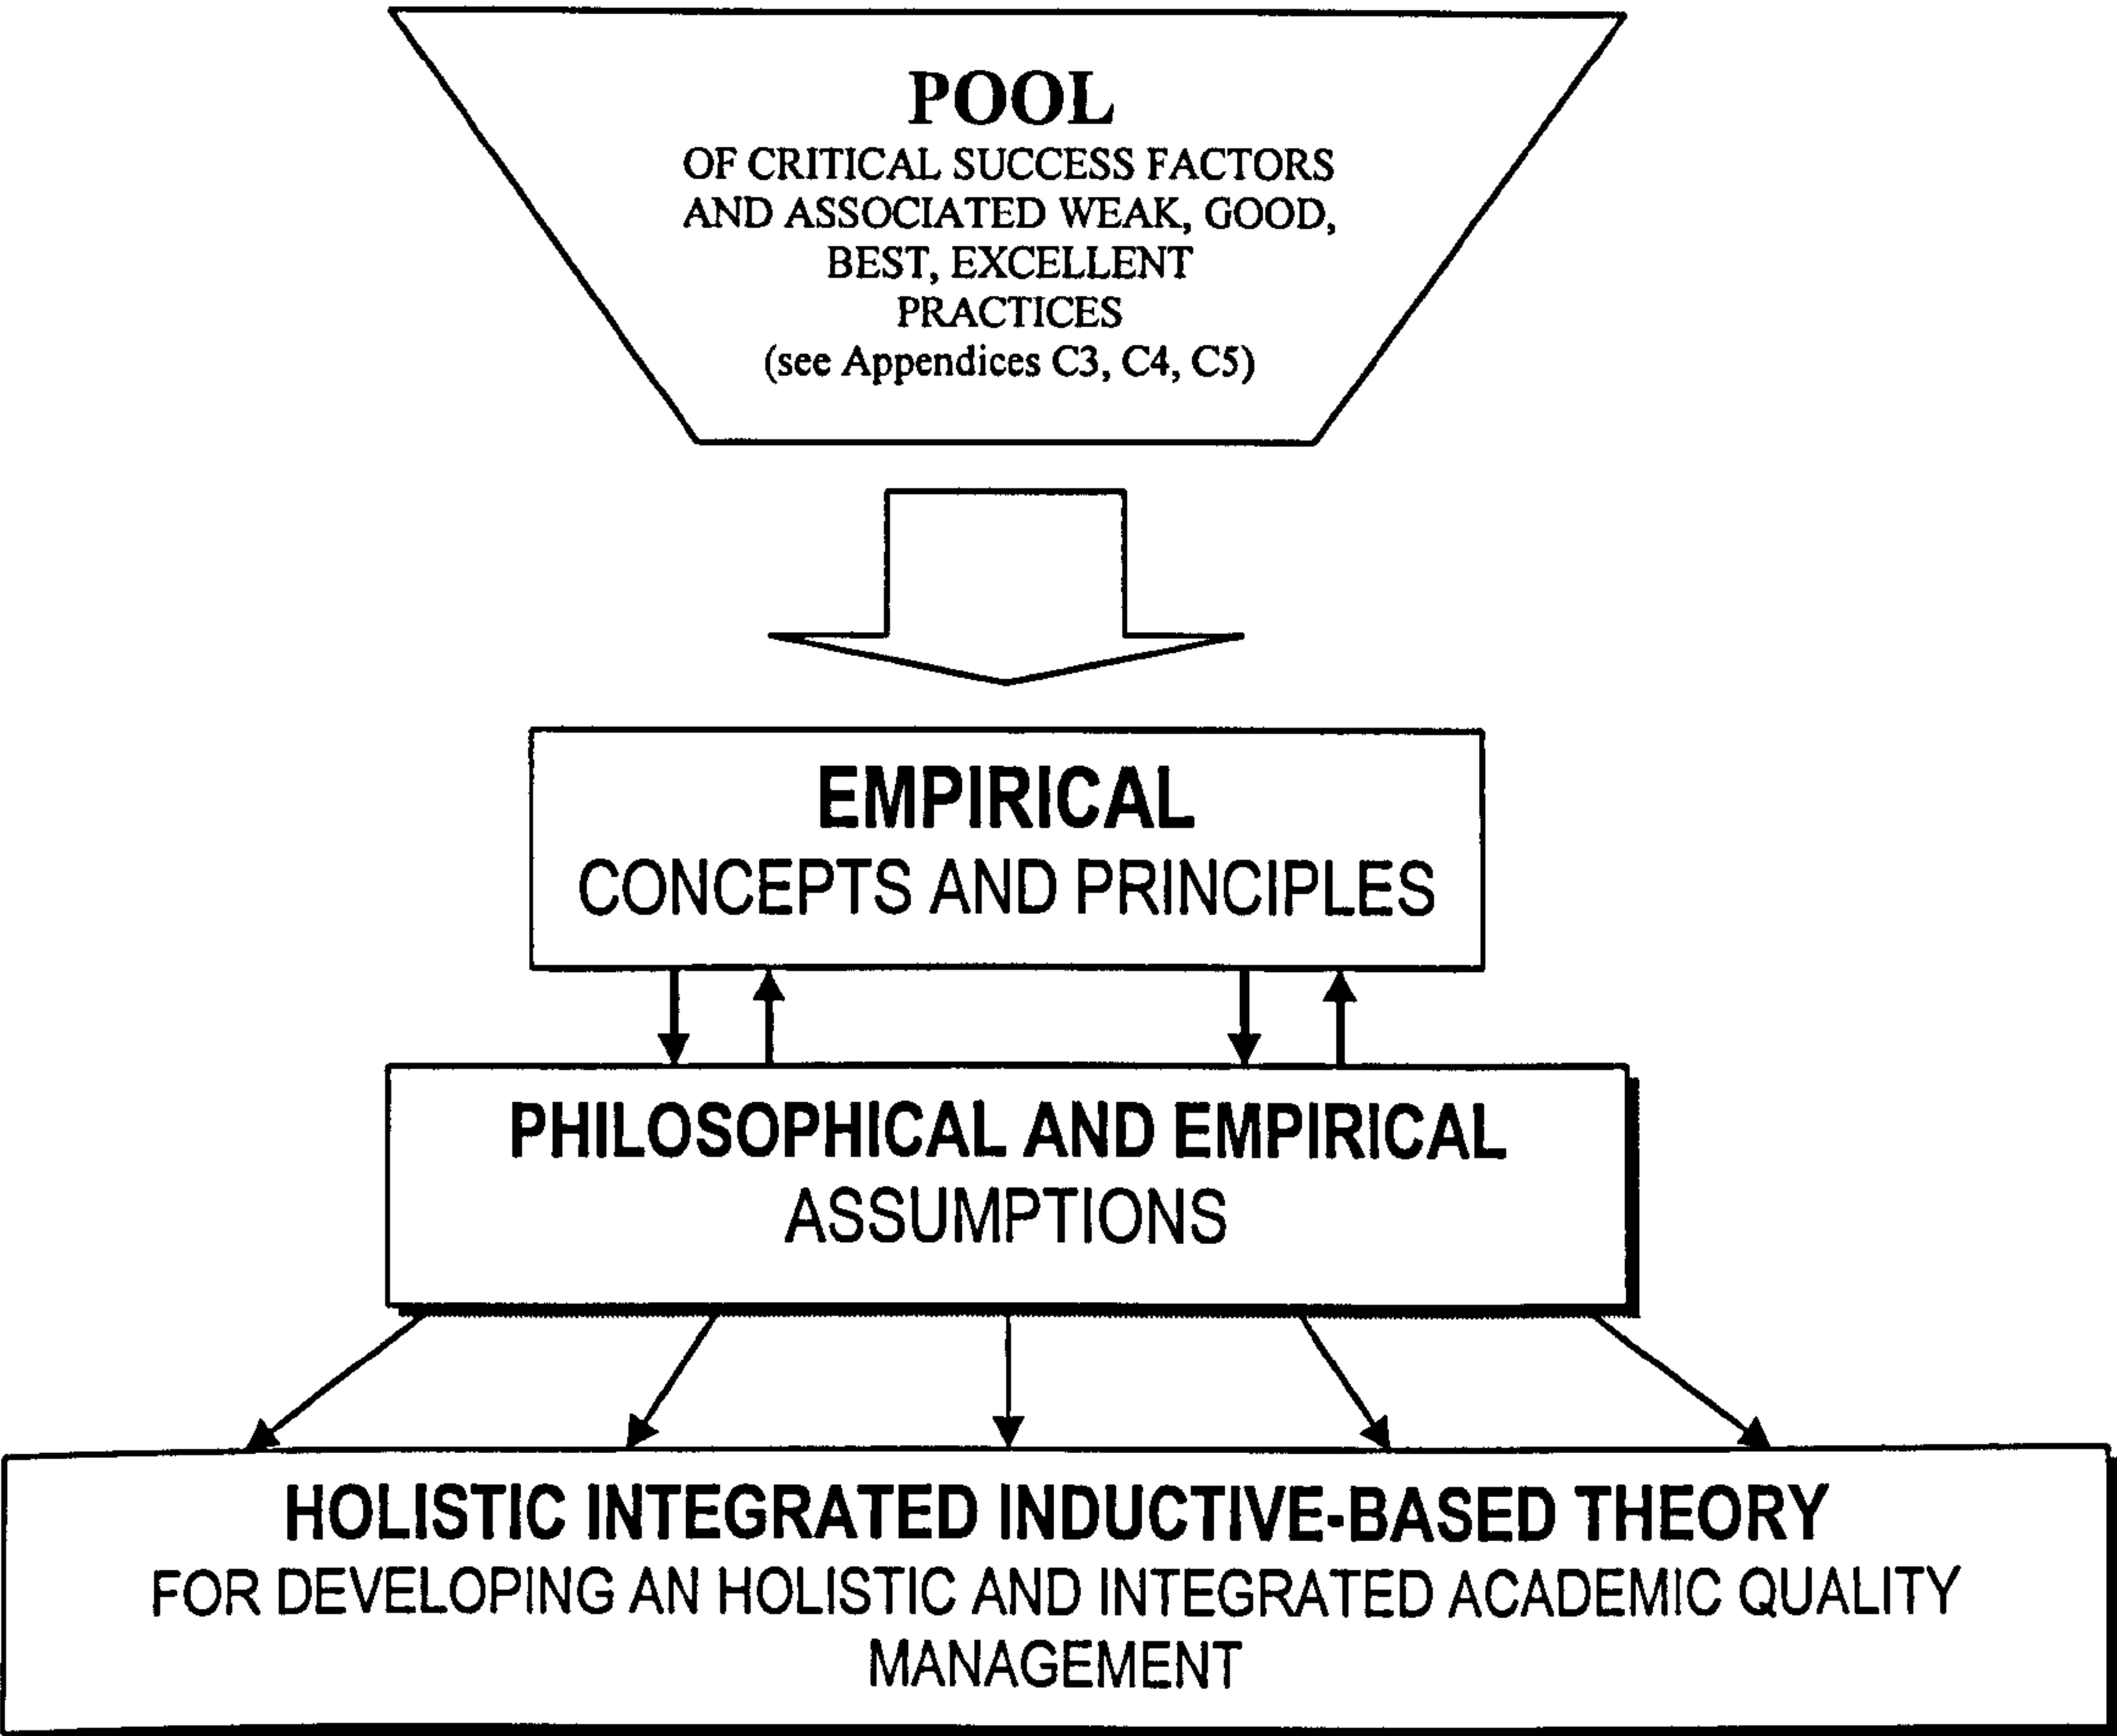 POOL
OF CRITICAL SUCCESS FACTORS
AND ASSOCIATED WEAK, GOOD,
BEST, EXCELLENT
PRACTICES
(see Appendices C3, C4, C5)
EMPIRICAL
CONCEPTS AND PRINCIPLES
PHILOSOPHICAL AND EMPIRICAL
ASSUMPTIONS
HOLISTIC INTEGRATED INDUCTIVE-BASED THEORY
FOR DEVELOPING AN HOLISTIC AND INTEGRATED ACADEMIC QUALITY
MANAGEMENT